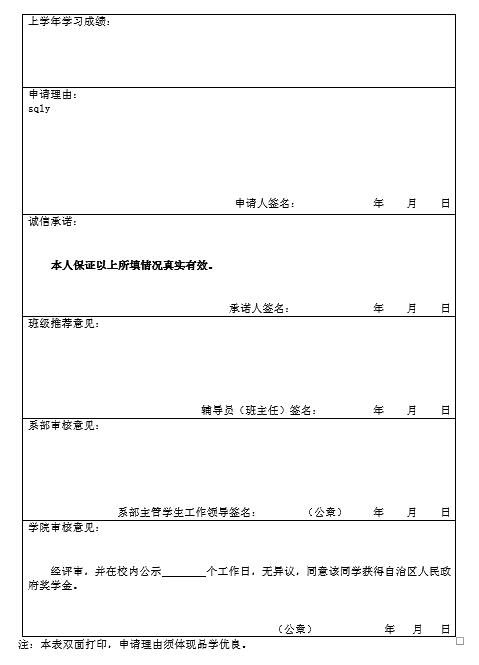 上学年学习成绩:
申请理由:
sqly
申请人签名: 年 月 日
诚信承诺:
本人保证以上所填情况真实有效。
承诺人签名: 年 月 日
班级推荐意见:
辅导员（班主任）签名: 年 月 日
系部审核意见:
系部主管学生工作领导签名: （公章） 年 月 日
学院审核意见:
经评审，并在校内公示________个工作日，无异议，同意该同学获得自治区人民政
府奖学金。
（公章） 年 月 日
注：本表双面打印，申请理由须体现品学优良。